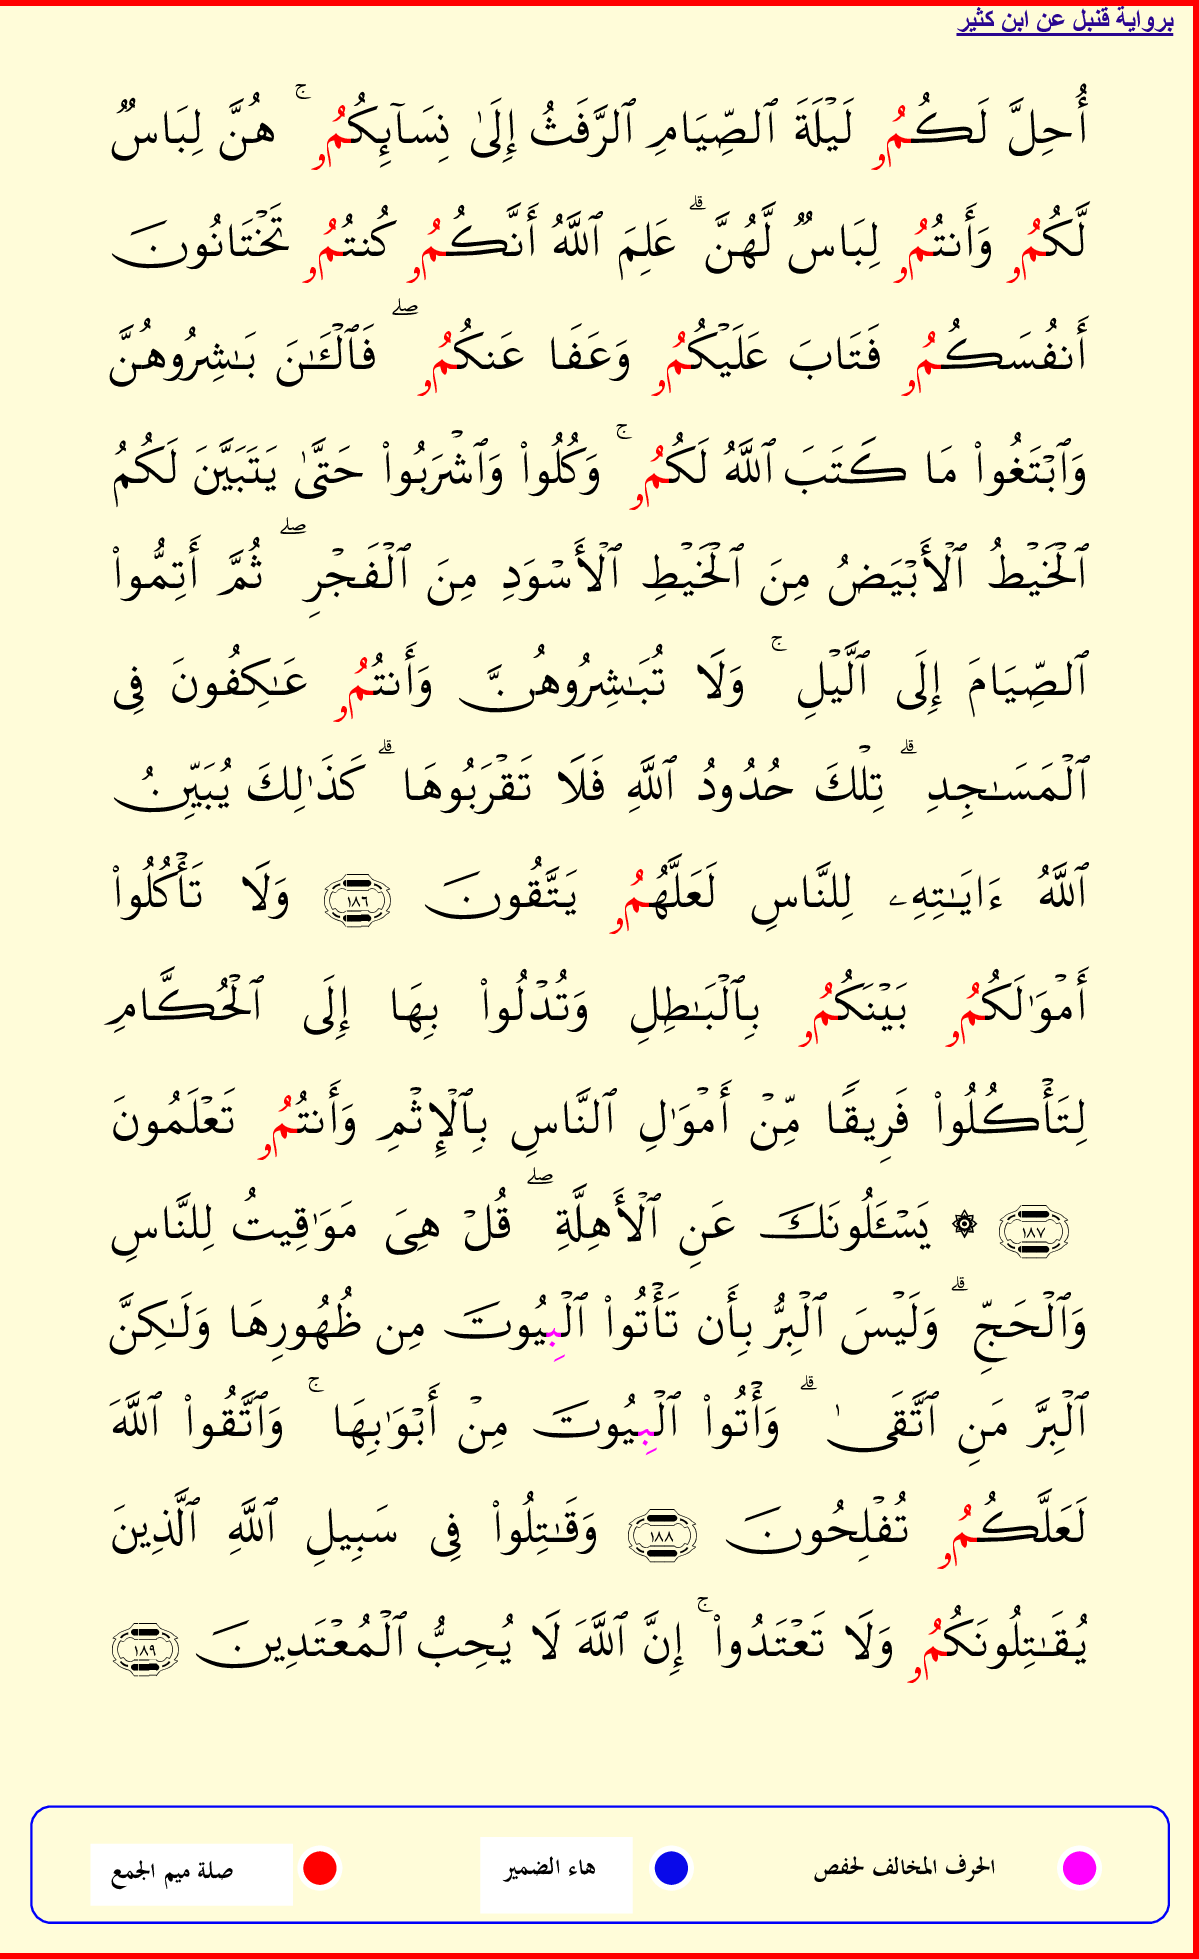 برواية قنبل عن ابن كثير
أُحِلَّ لَكُمُۥ لَيْلَةَ ٱلصِّيَامِ ٱلرَّفَثُ إِلَىٰ نِسَآئِكُمُۥ ۚ هُنَّ لِبَاسٌ
لَّكُمُۥ وَأَنتُمُۥ لِبَاسٌ لَّهُنَّ ۗ عَلِمَ ٱللَّهُ أَنَّكُمُۥ كُنتُمُۥ تَخْتَانُونَ
أَنفُسَكُمُۥ فَتَابَ عَلَيْكُمُۥ وَعَفَا عَنكُمُۥ ۖ فَٱلْـَٔـٰنَ بَـٰشِرُوهُنَّ
وَٱبْتَغُوا۟ مَا كَتَبَ ٱللَّهُ لَكُمُۥ ۚ وَكُلُوا۟ وَٱشْرَبُوا۟ حَتَّىٰ يَتَبَيَّنَ لَكُمُ
ٱلْخَيْطُ ٱلْأَبْيَضُ مِنَ ٱلْخَيْطِ ٱلْأَسْوَدِ مِنَ ٱلْفَجْرِ ۖ ثُمَّ أَتِمُّوا۟
ٱلصِّيَامَ إِلَى ٱلَّيْلِ ۚ وَلَا تُبَـٰشِرُوهُنَّ وَأَنتُمُۥ عَـٰكِفُونَ فِى
ٱلْمَسَـٰجِدِ ۗ تِلْكَ حُدُودُ ٱللَّهِ فَلَا تَقْرَبُوهَا ۗ كَذَٰلِكَ يُبَيِّنُ
ٱللَّهُ ءَايَـٰتِهِۦ لِلنَّاسِ لَعَلَّهُمُۥ يَتَّقُونَ ١٨٦ وَلَا تَأْكُلُوا۟
أَمْوَٰلَكُمُۥ بَيْنَكُمُۥ بِٱلْبَـٰطِلِ وَتُدْلُوا۟ بِهَا إِلَى ٱلْحُكَّامِ
لِتَأْكُلُوا۟ فَرِيقًا مِّنْ أَمْوَٰلِ ٱلنَّاسِ بِٱلْإِثْمِ وَأَنتُمُۥ تَعْلَمُونَ
١٨٧ ۞ يَسْـَٔلُونَكَ عَنِ ٱلْأَهِلَّةِ ۖ قُلْ هِىَ مَوَٰقِيتُ لِلنَّاسِ
وَٱلْحَجِّ ۗ وَلَيْسَ ٱلْبِرُّ بِأَن تَأْتُوا۟ ٱلْبِيُوتَ مِن ظُهُورِهَا وَلَـٰكِنَّ
ٱلْبِرَّ مَنِ ٱتَّقَىٰ ۗ وَأْتُوا۟ ٱلْبِيُوتَ مِنْ أَبْوَٰبِهَا ۚ وَٱتَّقُوا۟ ٱللَّهَ
لَعَلَّكُمُۥ تُفْلِحُونَ ١٨٨ وَقَـٰتِلُوا۟ فِى سَبِيلِ ٱللَّهِ ٱلَّذِينَ
يُقَـٰتِلُونَكُمُۥ وَلَا تَعْتَدُوا۟ ۚ إِنَّ ٱللَّهَ لَا يُحِبُّ ٱلْمُعْتَدِينَ ١٨٩
الحرف المخالف لحفص هاء الضمير صلة ميم الجمع